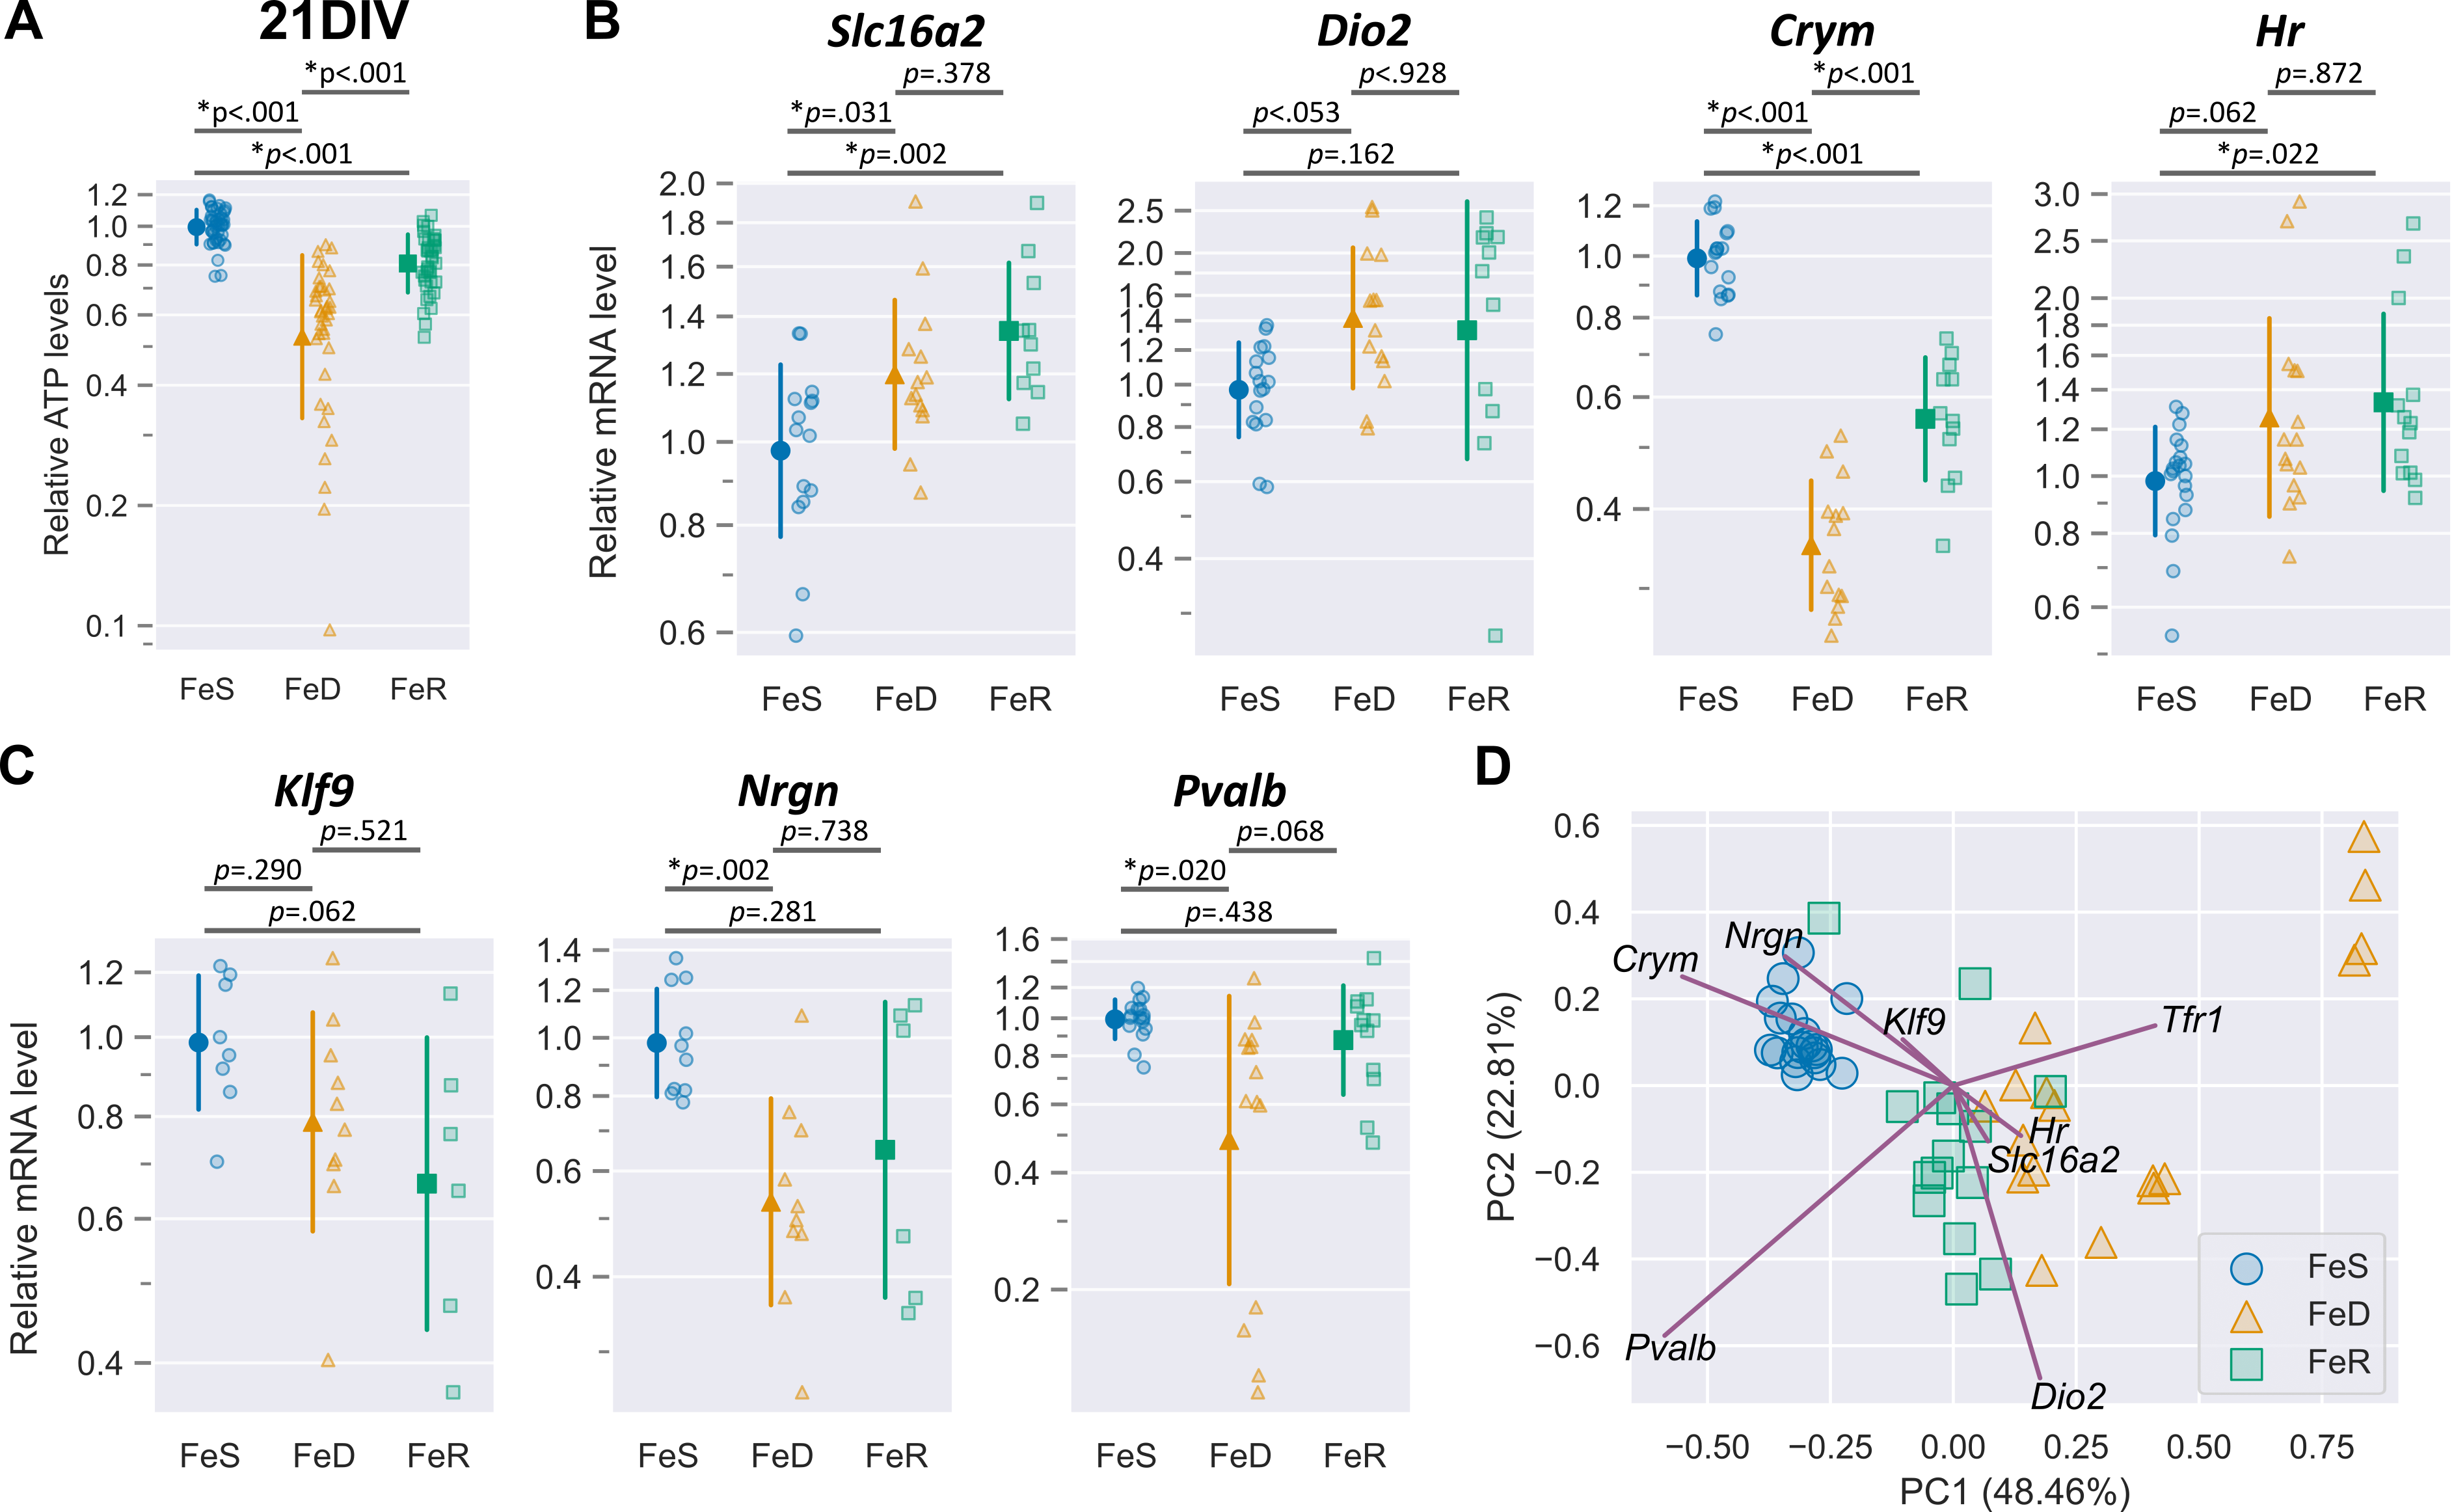 A
21DIV
*p<.001
*p<.001
*p<.001
Relative ATP levels
1.2
1.0
0.8
0.6
0.4
0.2
0.1
FeS FeD FeR
B
Relative mRNA level
Slc16a2
p=.378
*p=.031
*p=.002
2.0
1.8
1.6
1.4
1.2
1.0
0.8
0.6
FeS FeD FeR
Dio2
p<.928
p<.053
p=.162
2.5
2.0
1.6
1.4
1.2
1.0
0.8
0.6
0.4
FeS FeD FeR
Crym
*p<.001
*p<.001
*p<.001
1.2
1.0
0.8
0.6
0.4
FeS FeD FeR
Hr
p=.872
p=.062
*p=.022
3.0
2.5
2.0
1.8
1.6
1.4
1.2
1.0
0.8
0.6
FeS FeD FeR
C
Relative mRNA level
Klf9
p=.521
p=.290
p=.062
1.2
1.0
0.8
0.6
0.4
FeS FeD FeR
Nrgn
p=.738
*p=.002
p=.281
1.4
1.2
1.0
0.8
0.6
0.4
FeS FeD FeR
Pvalb
p=.068
*p=.020
p=.438
1.6
1.2
1.0
0.8
0.6
0.4
0.2
FeS FeD FeR
D
PC2 (22.81%)
0.6
0.4
0.2
0.0
−0.2
−0.4
−0.6
Nrgn
Crym
Klf9
Tfr1
Hr
Slc16a2
Pvalb
Dio2
FeS
FeD
FeR
−0.50 −0.25 0.00 0.25 0.50 0.75
PC1 (48.46%)